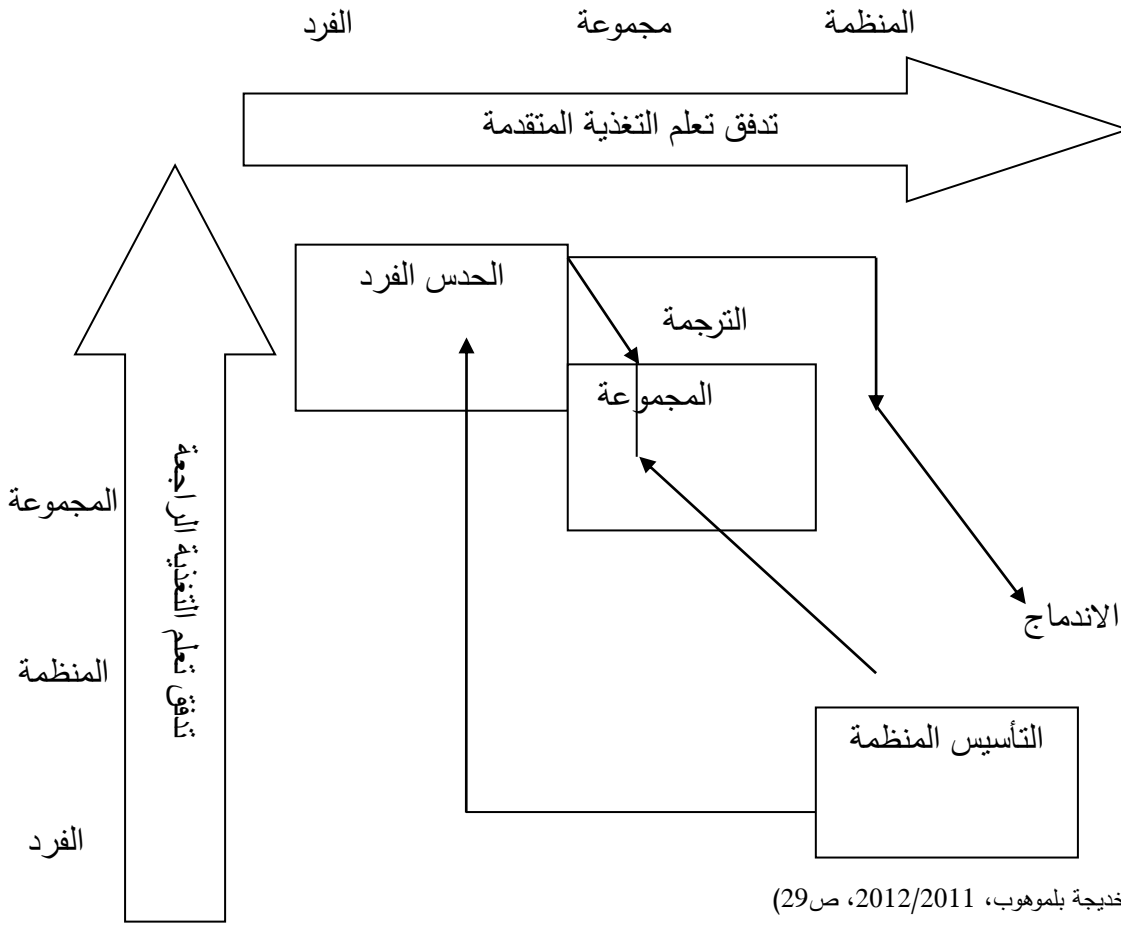 المنظمة
مجموعة
الفرد
تدفق تعلم التغذية المتقدمة
الحدس الفرد
الترجمة
المجموعة
المجموعة
تدفق تعلم التغذية الراجعة
الاندماج
المنظمة
التأسيس المنظمة
الفرد
خديجة بلموهوب، 2012/2011، ص29)